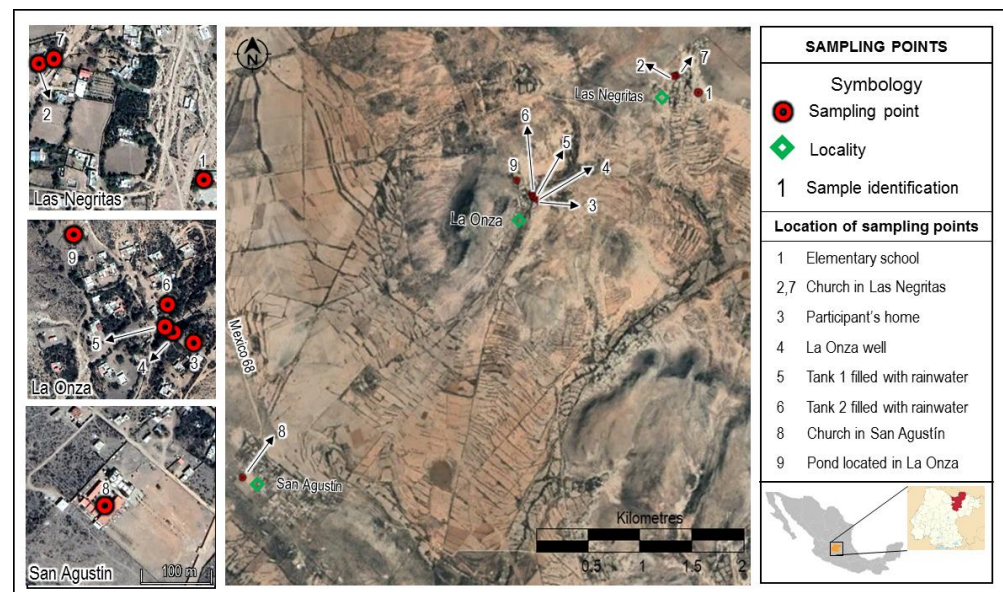 7
2
1
Las Negritas
9
6
5
4
3
La Onza
8
San Agustin
100 m
N
2
7
Las Negritas
1
6
5
9
4
3
La Onza
Mexico 68
8
San Agustin
Kilometres
0.5 1 1.5 2
SAMPLING POINTS
Symbology
Sampling point
Locality
1 Sample identification
Location of sampling points
1 Elementary school
2,7 Church in Las Negritas
3 Participant's home
4 La Onza well
5 Tank 1 filled with rainwater
6 Tank 2 filled with rainwater
8 Church in San Agustín
9 Pond located in La Onza